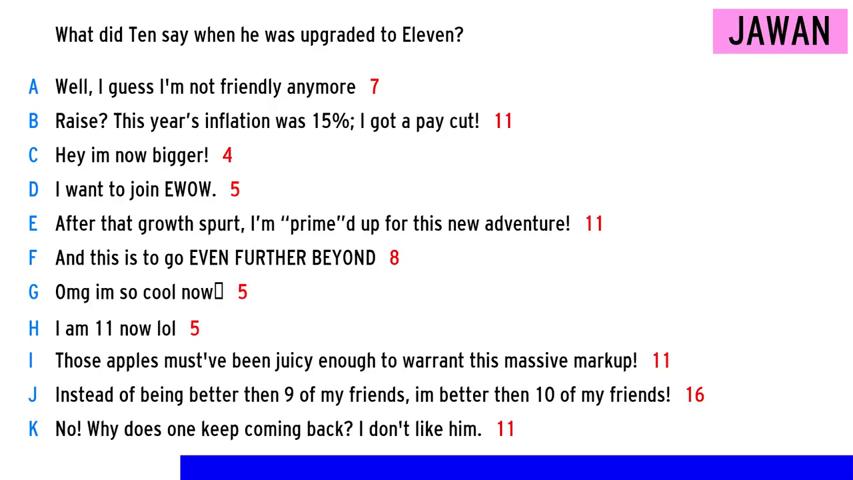 What did Ten say when he was upgraded to Eleven?
JAWAN
A Well, I guess I'm not friendly anymore 7
B Raise? This year’s inflation was 15%; I got a pay cut! 11
C Hey im now bigger! 4
D I want to join EWOW. 5
E After that growth spurt, I’m “prime”d up for this new adventure! 11
F And this is to go EVEN FURTHER BEYOND 8
G Omg im so cool now▯ 5
H I am 11 now lol 5
I Those apples must've been juicy enough to warrant this massive markup! 11
J Instead of being better then 9 of my friends, im better then 10 of my friends! 16
K No! Why does one keep coming back? I don't like him. 11